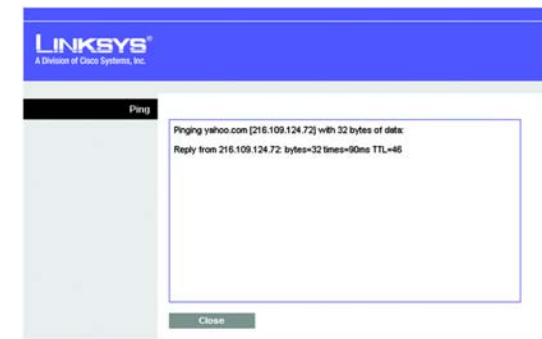 LINKSYS®
A Division of Cisco Systems, Inc.
Ping
Pinging yahoo.com [216.109.124.72] with 32 bytes of data:
Reply from 216.109.124.72: bytes=32 times=90ms TTL=46
Close